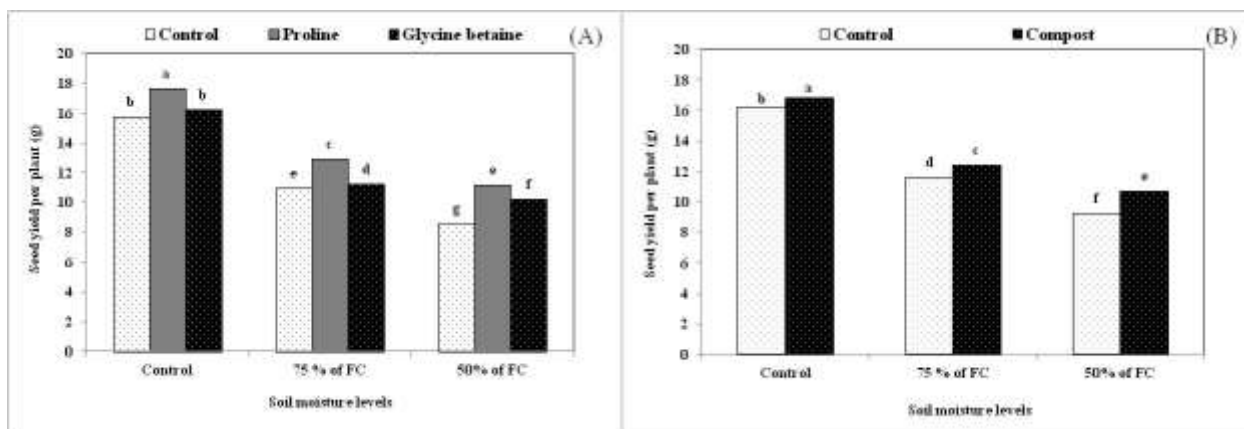 Control Proline Glycine betaine (A)
20
18
16
14
12
10
8
6
4
2
0
Seed yield per plant (g)
b a b
e c d
g e f
Control 75 % of FC 50% of FC
Soil moisture levels
Control Compost (B)
20
18
16
14
12
10
8
6
4
2
0
Seed yield per plant (g)
b a
d c
f e
Control 75 % of FC 50% of FC
Soil moisture levels